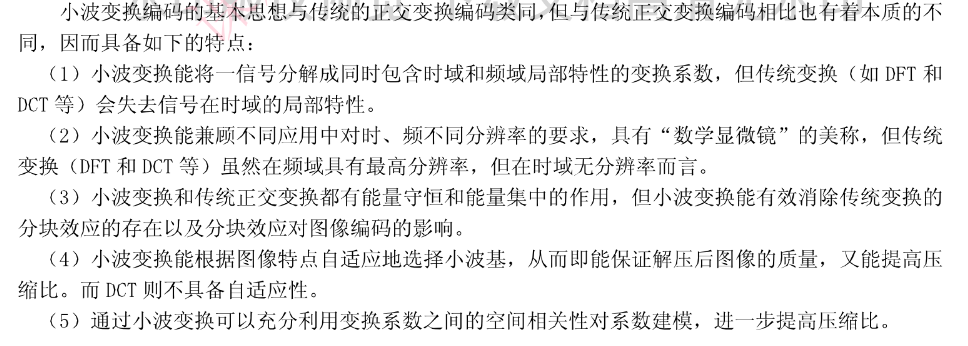 小波变换编码的基本思想与传统的正交变换编码类同,但与传统正交变换编码相比也有着本质的不
同，因而具备如下的特点：
（1）小波变换能将一信号分解成同时包含时域和频域局部特性的变换系数，但传统变换（如 DFT 和
DCT 等）会失去信号在时域的局部特性。
（2）小波变换能兼顾不同应用中对时、频不同分辨率的要求，具有“数学显微镜”的美称，但传统
变换（DFT 和 DCT 等）虽然在频域具有最高分辨率，但在时域无分辨率而言。
（3）小波变换和传统正交变换都有能量守恒和能量集中的作用，但小波变换能有效消除传统变换的
分块效应的存在以及分块效应对图像编码的影响。
（4）小波变换能根据图像特点自适应地选择小波基，从而即能保证解压后图像的质量，又能提高压
缩比。而 DCT 则不具备自适应性。
（5）通过小波变换可以充分利用变换系数之间的空间相关性对系数建模，进一步提高压缩比。